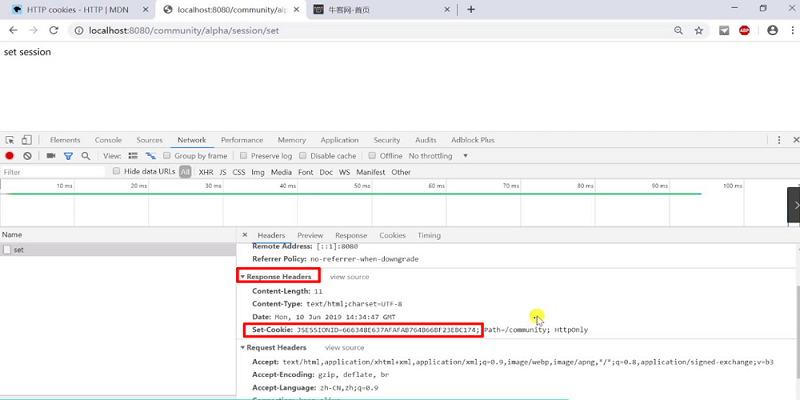 HTTP cookies - HTTP | MDN
localhost:8080/community/alp
牛客网-首页
localhost:8080/community/alpha/session/set
set session
Elements Console Sources Network Performance Memory Application Security Audits Adblock Plus
View: Group by frame Preserve log Disable cache Offline No throttling
Filter Hide data URLs All XHR JS CSS Img Media Font Doc WS Manifest Other
10 ms 20 ms 30 ms 40 ms 50 ms 60 ms 70 ms 80 ms 90 ms 100 ms
Name
set
Headers Preview Response Cookies Timing
Remote Address: [::1]:8080
Referrer Policy: no-referrer-when-downgrade
Response Headers view source
Content-Length: 11
Content-Type: text/html;charset=UTF-8
Date: Mon, 10 Jun 2019 14:34:47 GMT
Set-Cookie: Path=/community; HttpOnly
Request Headers view source
Accept: text/html,application/xhtml+xml,application/xml;q=0.9,image/webp,image/apng,*/*;q=0.8,application/signed-exchange;v=b3
Accept-Encoding: gzip, deflate, br
Accept-Language: zh-CN,zh;q=0.9